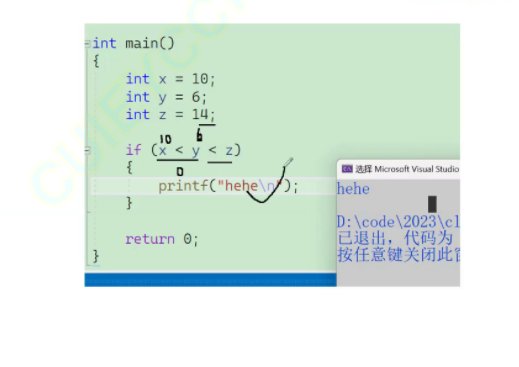 int main()
{
int x = 10;
int y = 6;
int z = 14;
10 6
if (x < y < z)
0
{
printf("hehe\n");
}
return 0;
}
选择 Microsoft Visual Studio
hehe
D:\code\2023\cl
已退出，代码为
按任意键关闭此窗